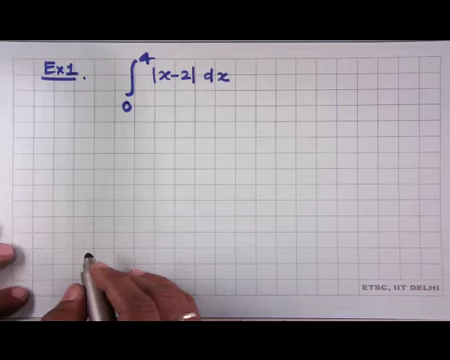 Ex1. ∫₀⁴ |x-2| dx
ETSC, IIT DELHI